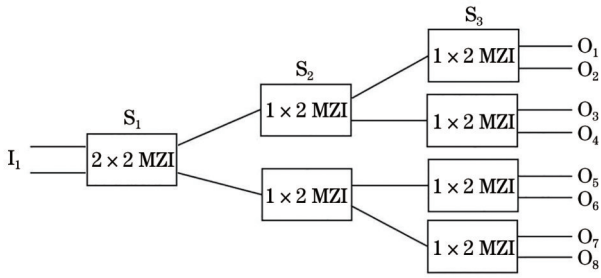 S₃
1 × 2 MZI
O₁
O₂
S₂
1 × 2 MZI
1 × 2 MZI
O₃
O₄
S₁
I₁
2 × 2 MZI
1 × 2 MZI
1 × 2 MZI
O₅
O₆
1 × 2 MZI
O₇
O₈